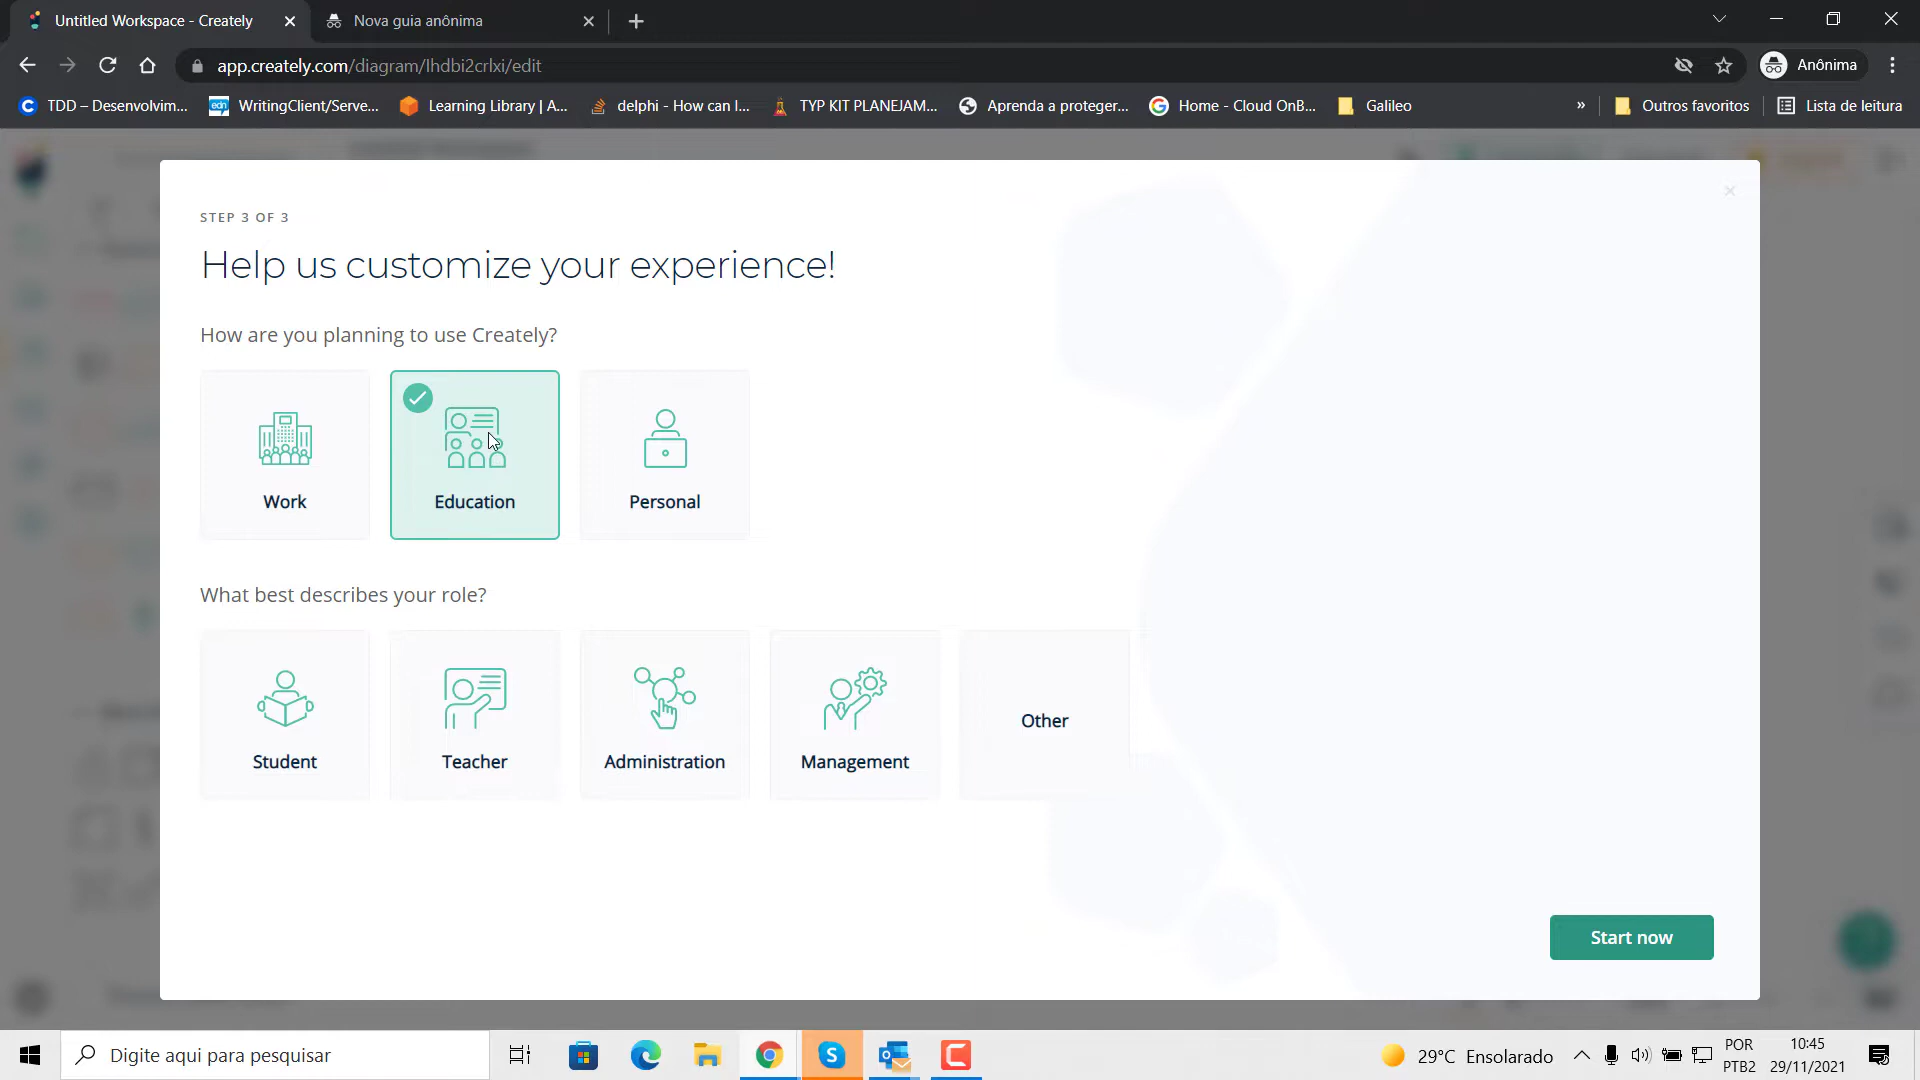 Untitled Workspace - Creately
Nova guia anônima
app.creately.com/diagram/lhdbi2crlxi/edit
Anônima
TDD – Desenvolvim...
WritingClient/Serve...
Learning Library | A...
delphi - How can I...
TYP KIT PLANEJAM...
Aprenda a proteger...
Home - Cloud OnB...
Galileo
»
Outros favoritos
Lista de leitura
STEP 3 OF 3
Help us customize your experience!
How are you planning to use Creately?
Work
Education
Personal
What best describes your role?
Student
Teacher
Administration
Management
Other
Start now
Digite aqui para pesquisar
29°C Ensolarado
POR
PTB2
10:45
29/11/2021